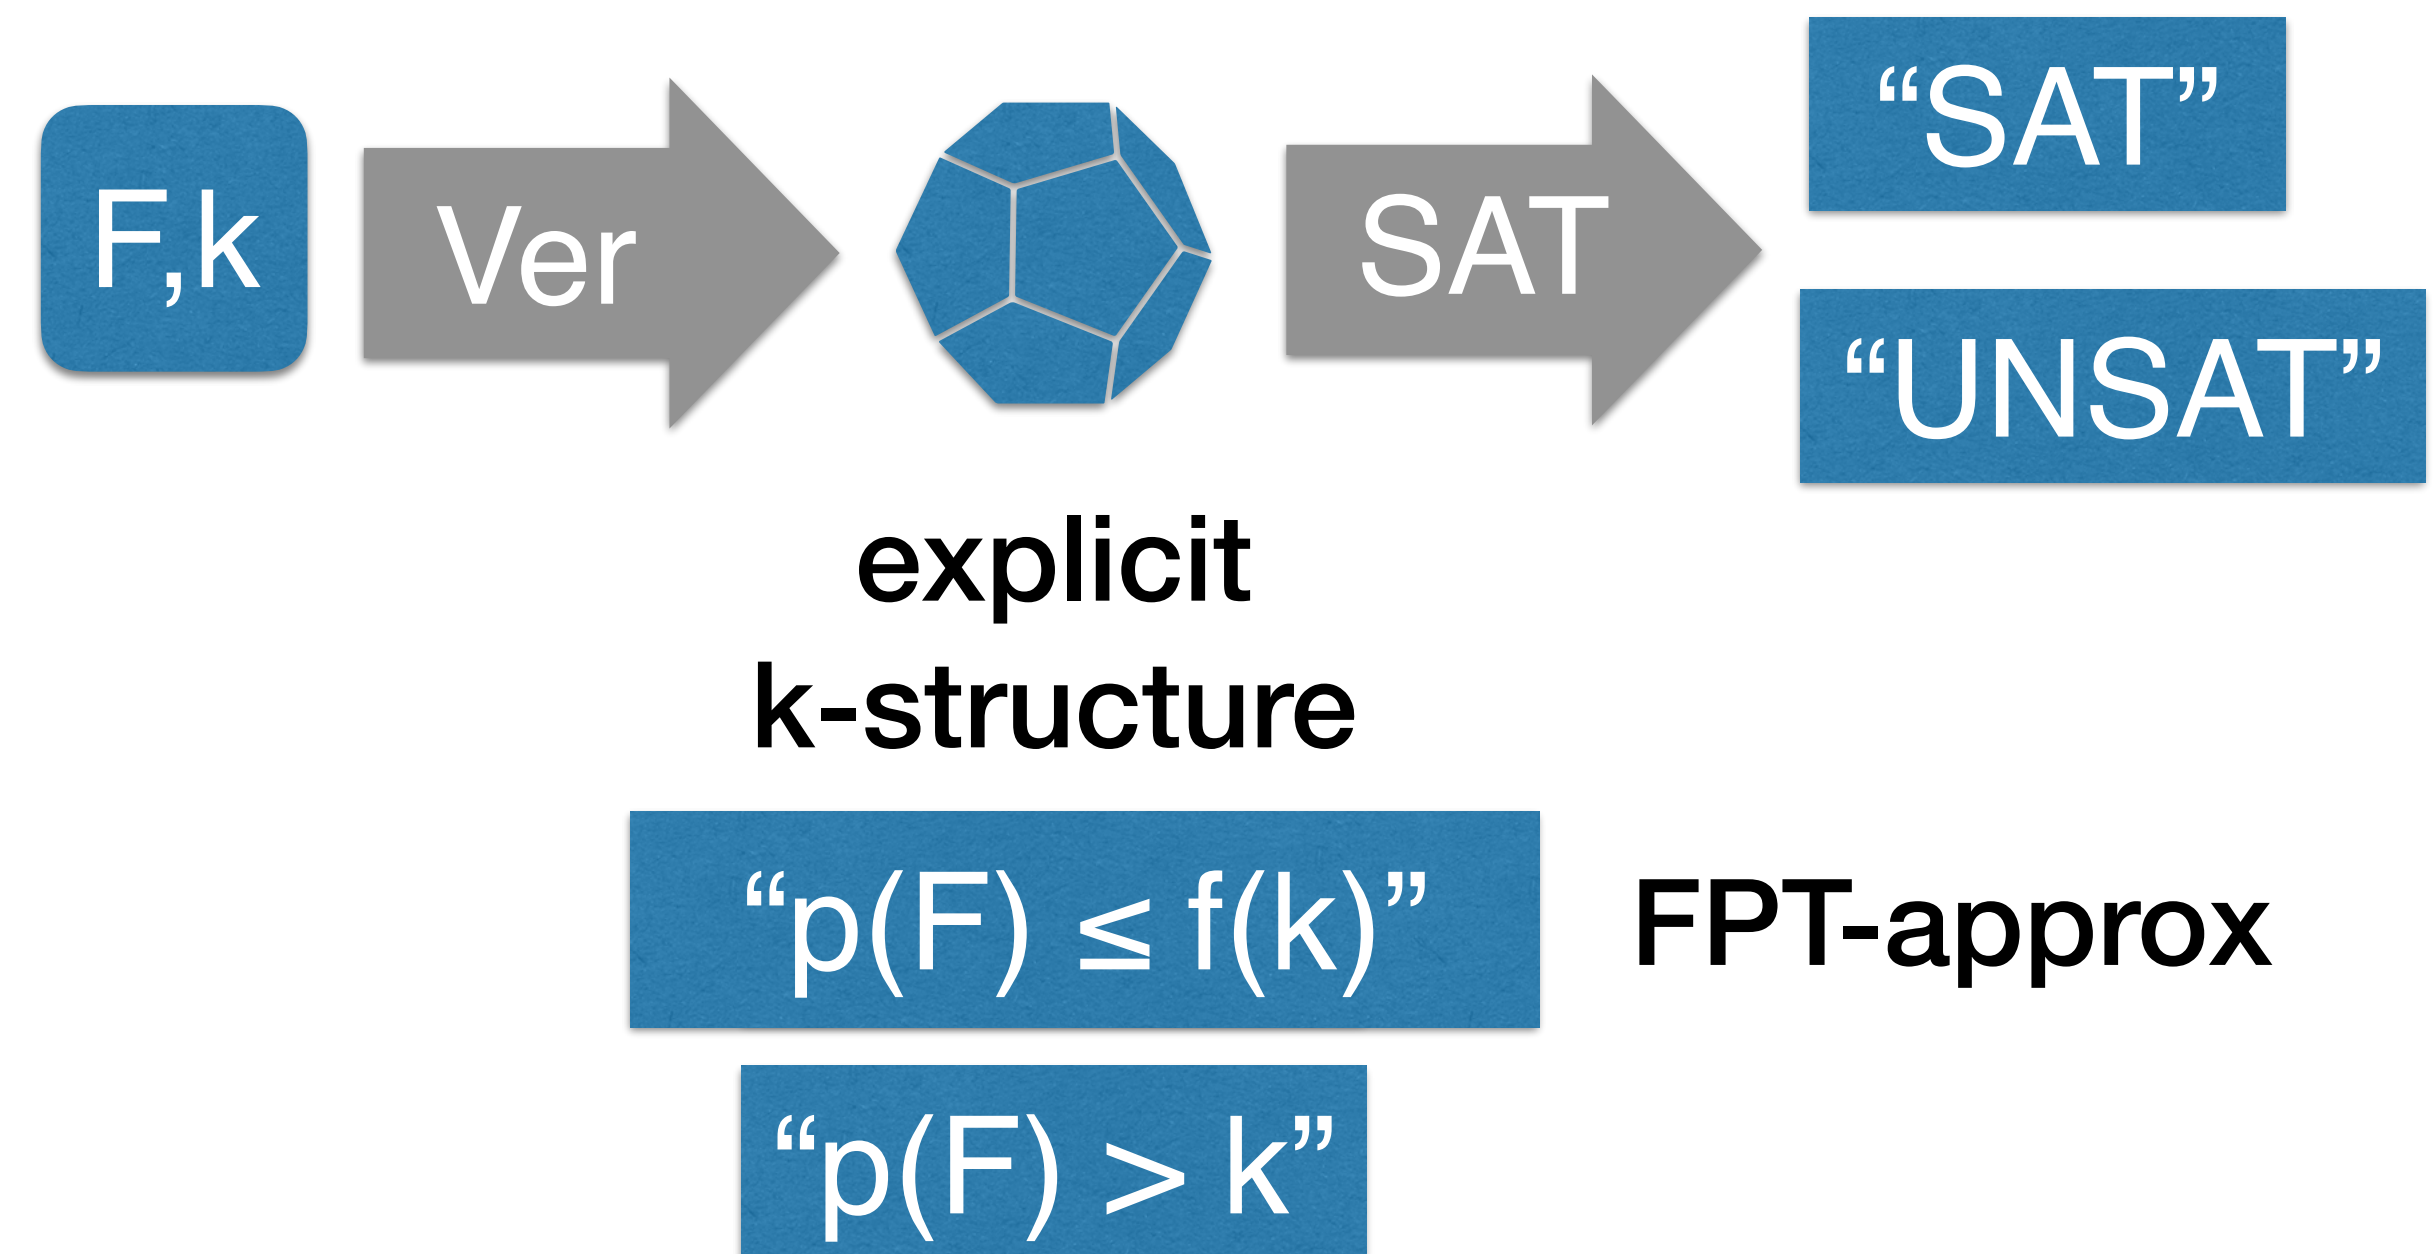 F,k
Ver
SAT
“SAT”
“UNSAT”
explicit
k-structure
“p(F) ≤ f(k)”
FPT-approx
“p(F) > k”